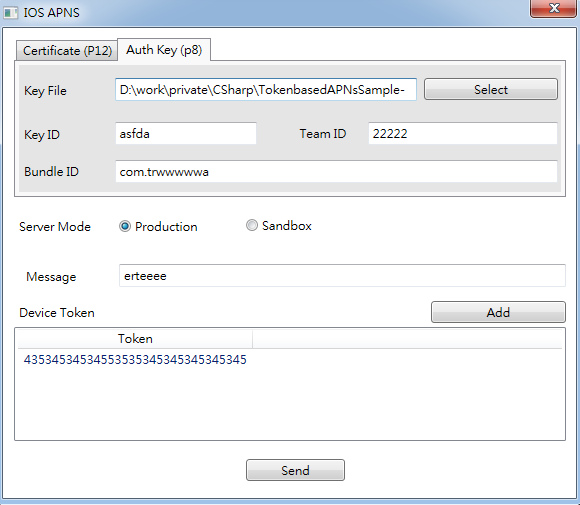 IOS APNS
Certificate (P12) Auth Key (p8)
Key File D:\work\private\CSharp\TokenbasedAPNsSample- Select
Key ID asfda Team ID 22222
Bundle ID com.trwwwwwa
Server Mode Production Sandbox
Message erteeee
Device Token Add
Token
4353453453455353534534534534​5345
Send